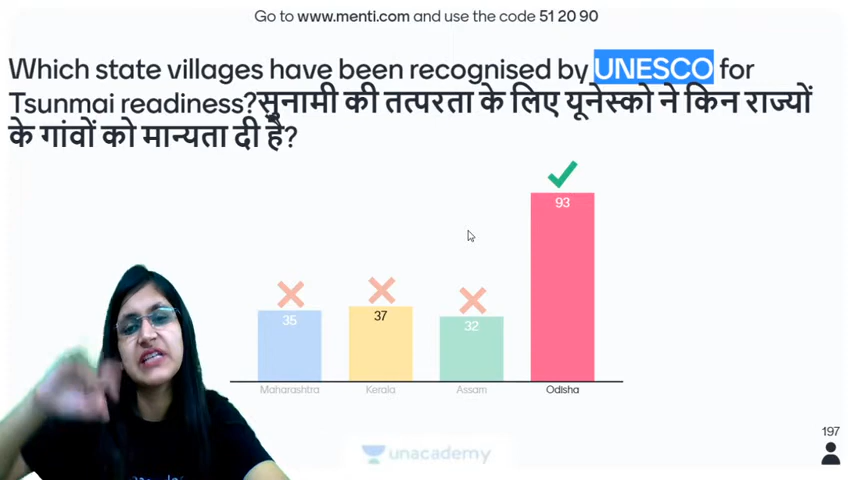 Go to www.menti.com and use the code 51 20 90
Which state villages have been recognised by UNESCO for
Tsunmai readiness?सुनामी की तत्परता के लिए यूनेस्को ने किन राज्यों
के गांवों को मान्यता दी है?
93
35
37
32
Maharashtra
Kerala
Assam
Odisha
unacademy
197